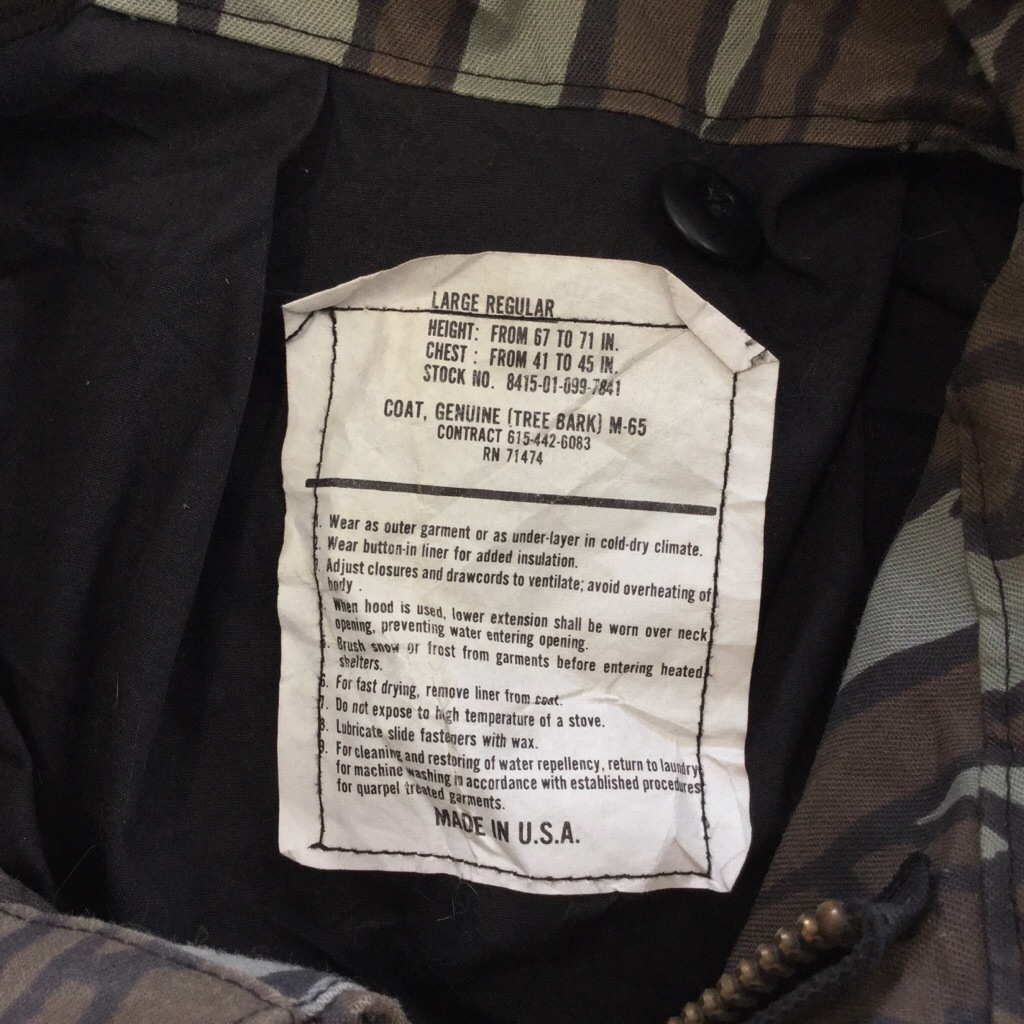 LARGE REGULAR
HEIGHT: FROM 67 TO 71 IN.
CHEST : FROM 41 TO 45 IN.
STOCK NO. 8415-01-099-7841
COAT, GENUINE (TREE BARK) M-65
CONTRACT 615-442-6083
RN 71474
1. Wear as outer garment or as under-layer in cold-dry climate.
2. Wear button-in liner for added insulation.
3. Adjust closures and drawcords to ventilate; avoid overheating of
body .
4. When hood is used, lower extension shall be worn over neck
opening, preventing water entering opening.
5. Brush snow or frost from garments before entering heated
shelters.
6. For fast drying, remove liner from coat.
7. Do not expose to high temperature of a stove.
8. Lubricate slide fasteners with wax.
9. For cleaning and restoring of water repellency, return to laundry
for machine washing in accordance with established procedures
for quarpel treated garments.
MADE IN U.S.A.